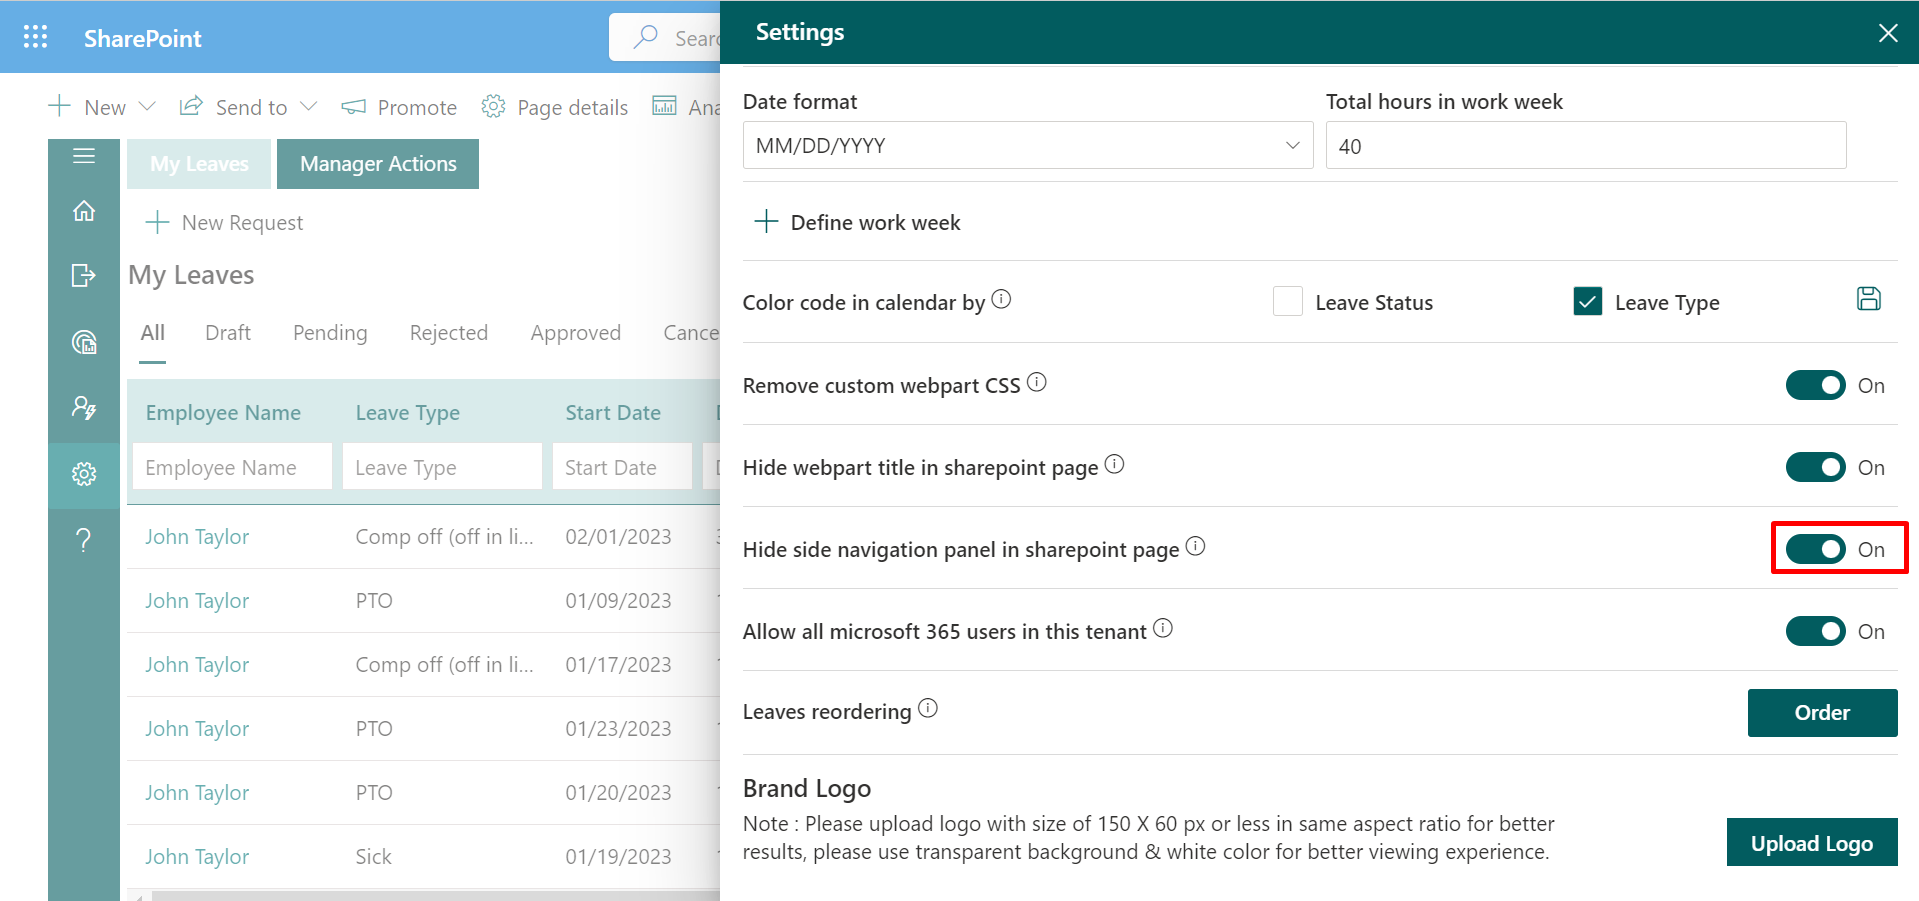 SharePoint
Settings
New
Send to
Promote
Page details
My Leaves
Manager Actions
New Request
My Leaves
All
Draft
Pending
Rejected
Approved
Employee Name
Leave Type
Start Date
Employee Name
Leave Type
Start Date
John Taylor
Comp off (off in li...
02/01/2023
John Taylor
PTO
01/09/2023
John Taylor
Comp off (off in li...
01/17/2023
John Taylor
PTO
01/23/2023
John Taylor
PTO
01/20/2023
John Taylor
Sick
01/19/2023
Date format
Total hours in work week
MM/DD/YYYY
40
Define work week
Color code in calendar by
Leave Status
Leave Type
Remove custom webpart CSS
On
Hide webpart title in sharepoint page
On
Hide side navigation panel in sharepoint page
On
Allow all microsoft 365 users in this tenant
On
Leaves reordering
Order
Brand Logo
Note : Please upload logo with size of 150 X 60 px or less in same aspect ratio for better
results, please use transparent background & white color for better viewing experience.
Upload Logo